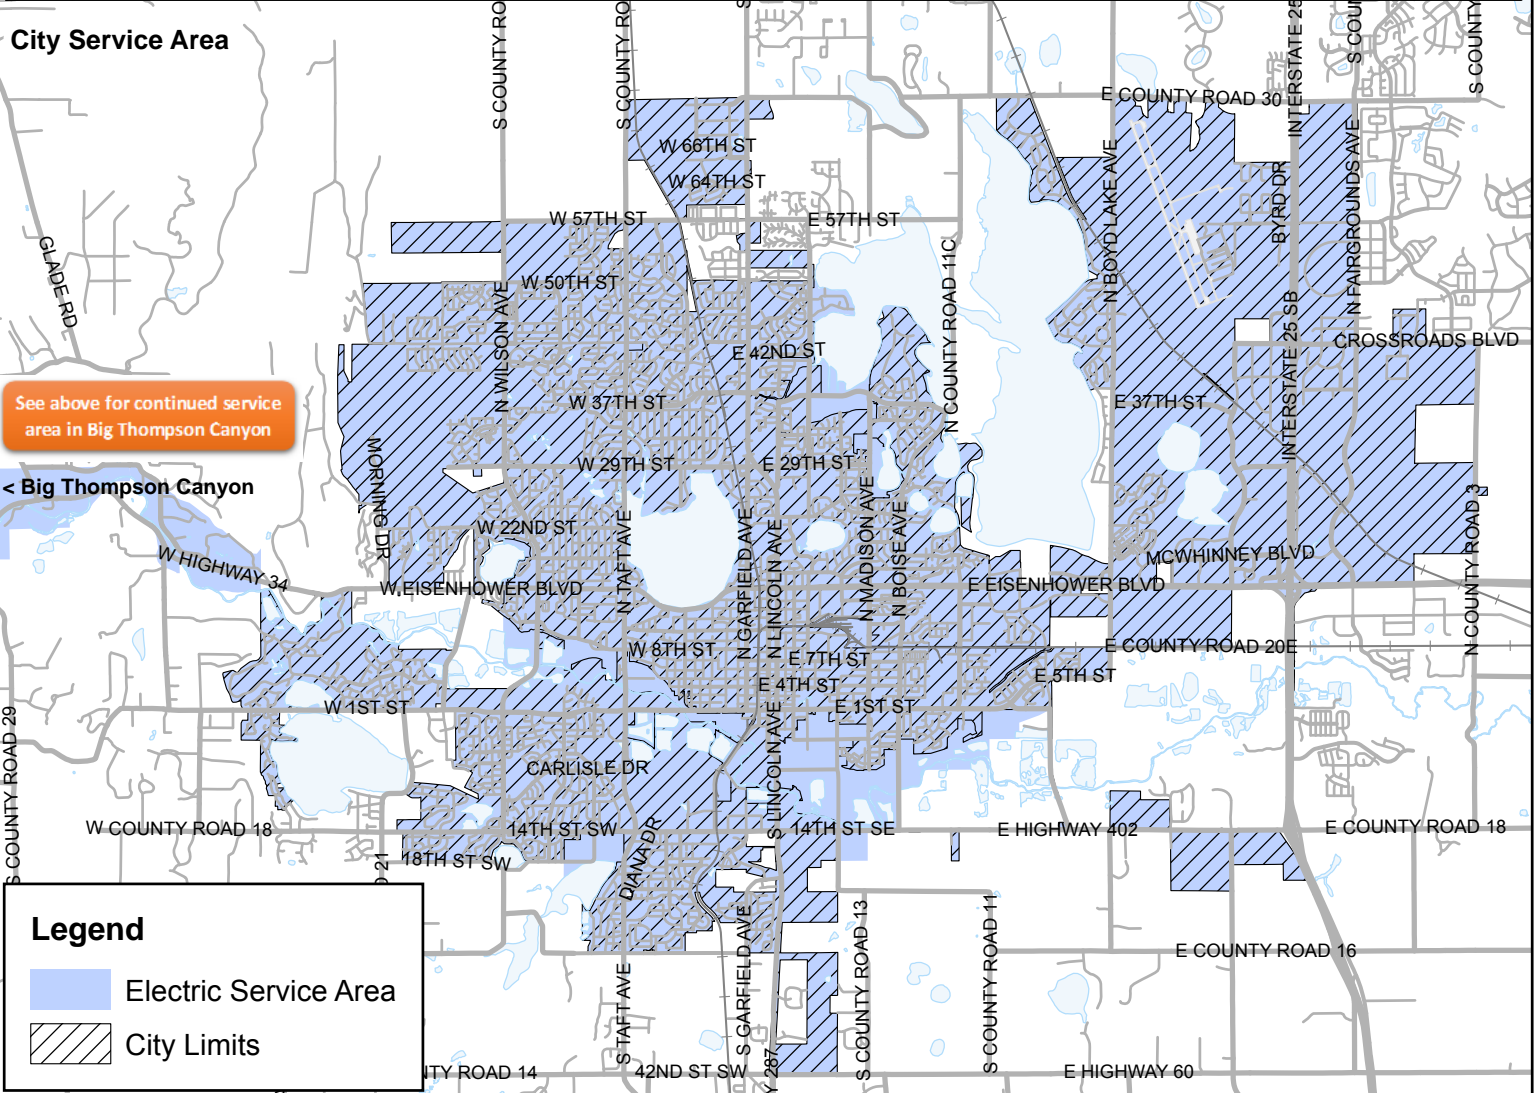 City Service Area
S COUNTY RO
S COUNTY RO
S
INTERSTATE 25
S COUN
S COUNTY
E COUNTY ROAD 30
W 66TH ST
W 64TH ST
W 57TH ST
E 57TH ST
GLADE RD
N BOYD LAKE AVE
BYRD DR
N FAIRGROUNDS AVE
W 50TH ST
N COUNTY ROAD 11C
N WILSON AVE
INTERSTATE 25 SB
E 42ND ST
CROSSROADS BLVD
See above for continued service
area in Big Thompson Canyon
W 37TH ST
E 37TH ST
MORNING DR
W 29TH ST
E 29TH ST
< Big Thompson Canyon
W 22ND ST
N TAFT AVE
N GARFIELD AVE
N LINCOLN AVE
N MADISON AVE
N BOISE AVE
N COUNTY ROAD 3
W HIGHWAY 34
MCWHINNEY BLVD
W EISENHOWER BLVD
E EISENHOWER BLVD
W 8TH ST
E 7TH ST
E COUNTY ROAD 20E
E 4TH ST
E 5TH ST
W 1ST ST
E 1ST ST
S COUNTY ROAD 29
CARLISLE DR
S LINCOLN AVE
W COUNTY ROAD 18
14TH ST SW
14TH ST SE
E HIGHWAY 402
E COUNTY ROAD 18
18TH ST SW
DIANA DR
D 21
Legend
Electric Service Area
City Limits
S TAFT AVE
S GARFIELD AVE
S COUNTY ROAD 13
S COUNTY ROAD 11
E COUNTY ROAD 16
NTY ROAD 14
42ND ST SW
Y 287
E HIGHWAY 60